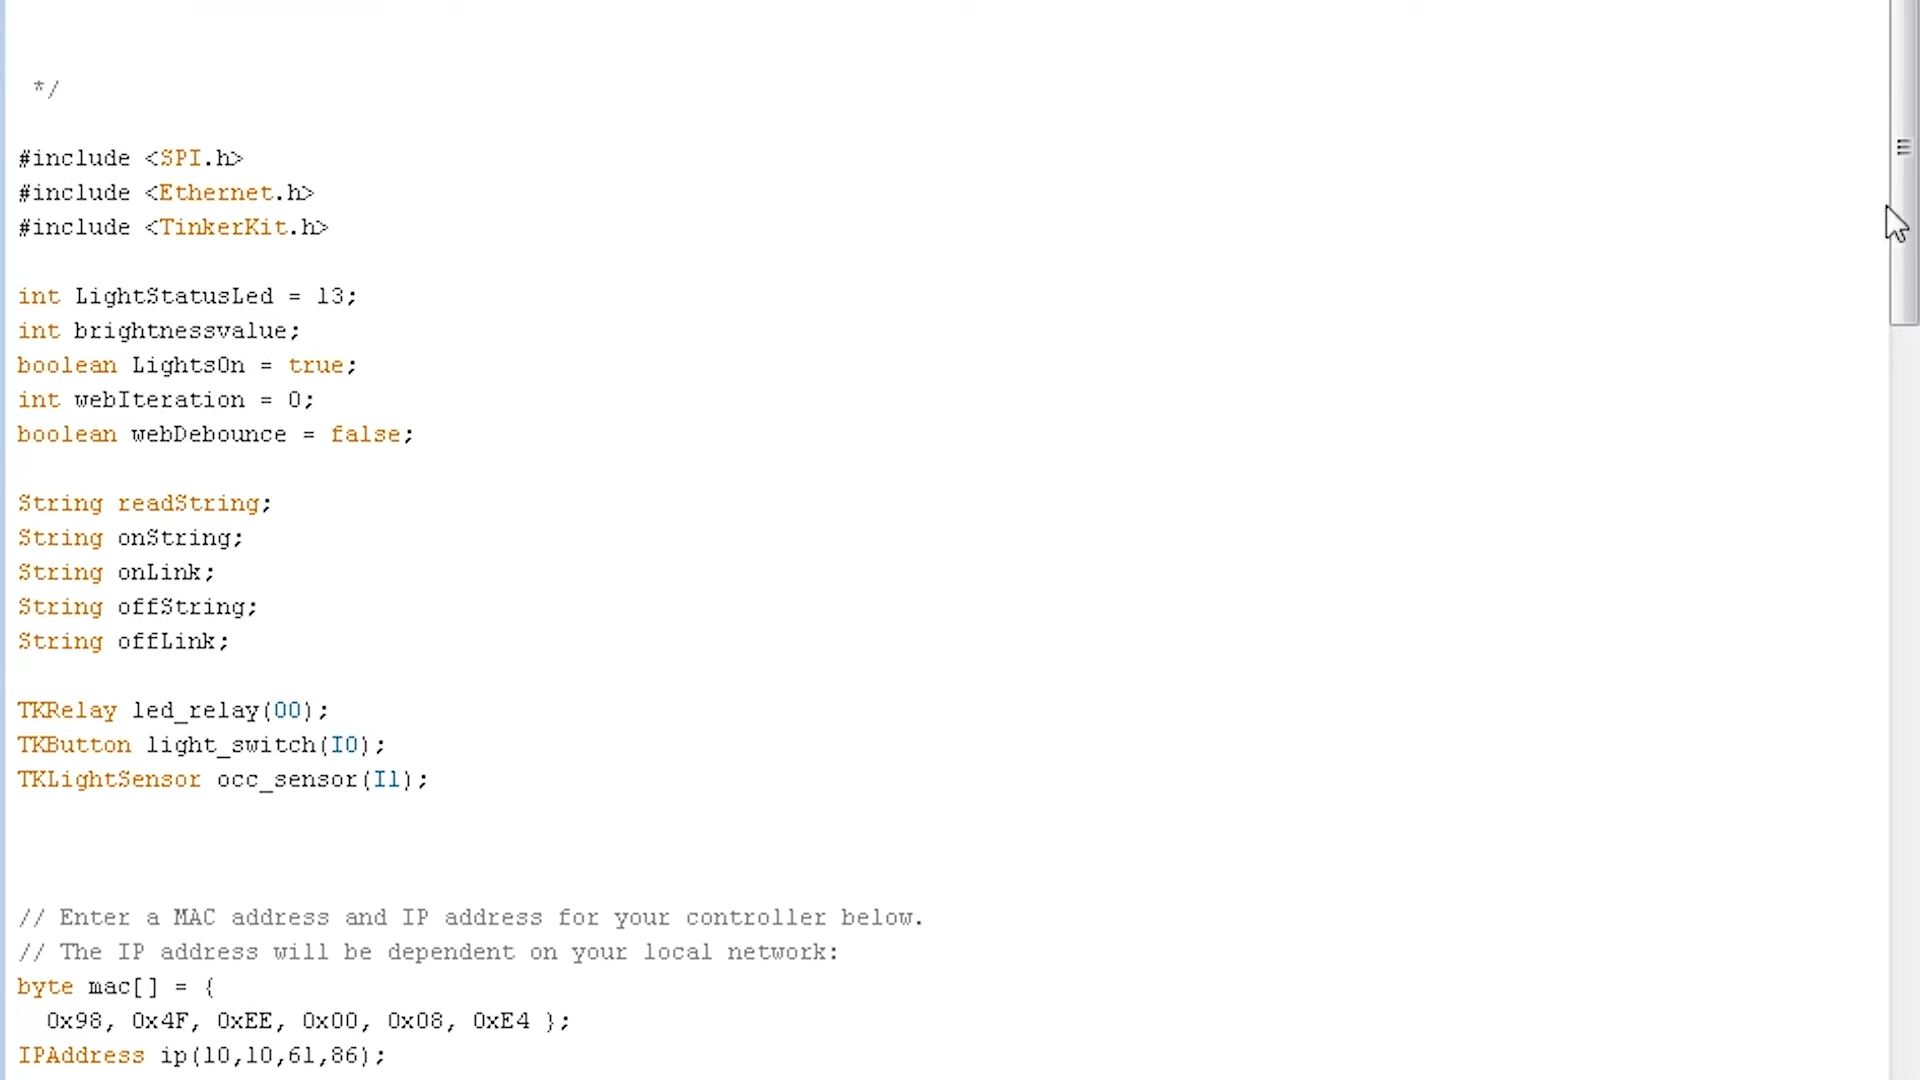 */
#include <SPI.h>
#include <Ethernet.h>
#include <TinkerKit.h>
int LightStatusLed = 13;
int brightnessvalue;
boolean LightsOn = true;
int webIteration = 0;
boolean webDebounce = false;
String readString;
String onString;
String onLink;
String offString;
String offLink;
TKRelay led_relay(O0);
TKButton light_switch(I0);
TKLightSensor occ_sensor(I1);
// Enter a MAC address and IP address for your controller below.
// The IP address will be dependent on your local network:
byte mac[] = {
0x98, 0x4F, 0xEE, 0x00, 0x08, 0xE4 };
IPAddress ip(10,10,61,86);